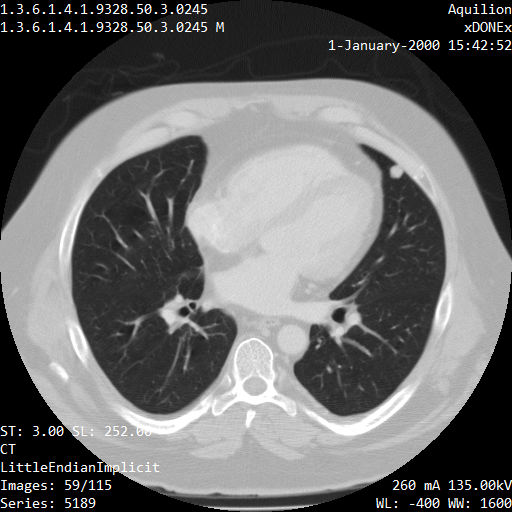 1.3.6.1.4.1.9328.50.3.0245
Aquilion
1.3.6.1.4.1.9328.50.3.0245 M
xDONEx
1-January-2000 15:42:52
ST: 3.00 SL: 252.00
CT
LittleEndianImplicit
Images: 59/115
260 mA 135.00kV
Series: 5189
WL: -400 WW: 1600